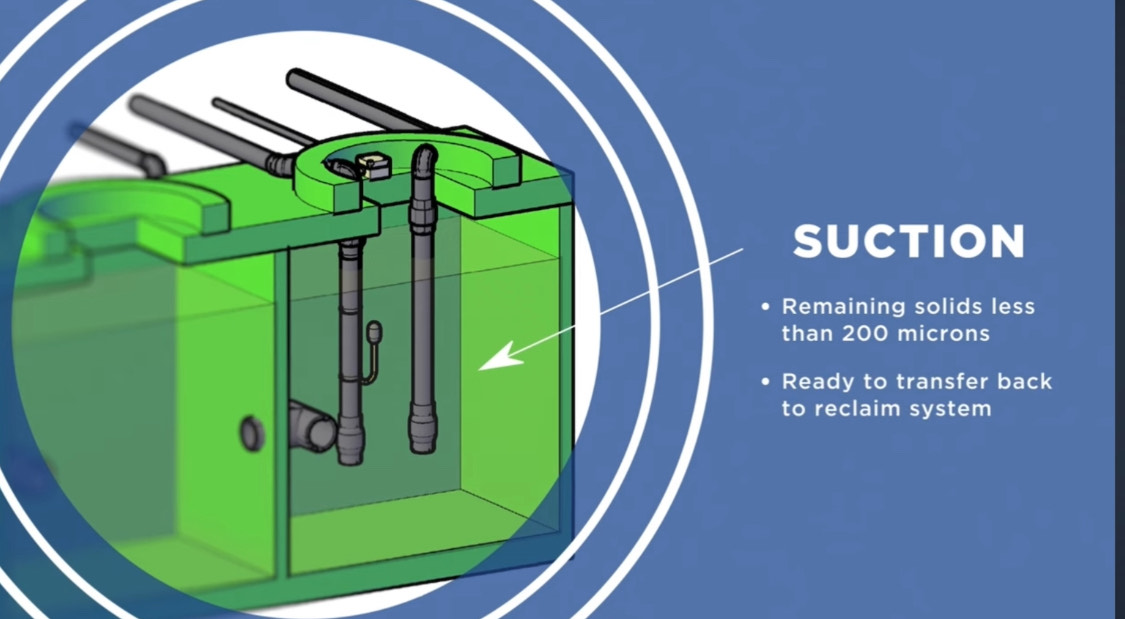 SUCTION
• Remaining solids less
than 200 microns
• Ready to transfer back
to reclaim system